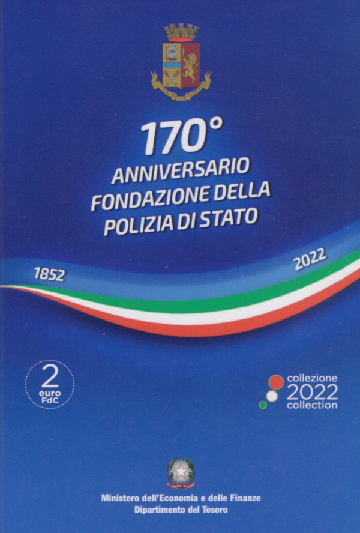 170°
ANNIVERSARIO
FONDAZIONE DELLA
POLIZIA DI STATO
1852
2022
2
euro
FdC
collezione
2022
collection
Ministero dell'Economia e delle Finanze
Dipartimento del Tesoro